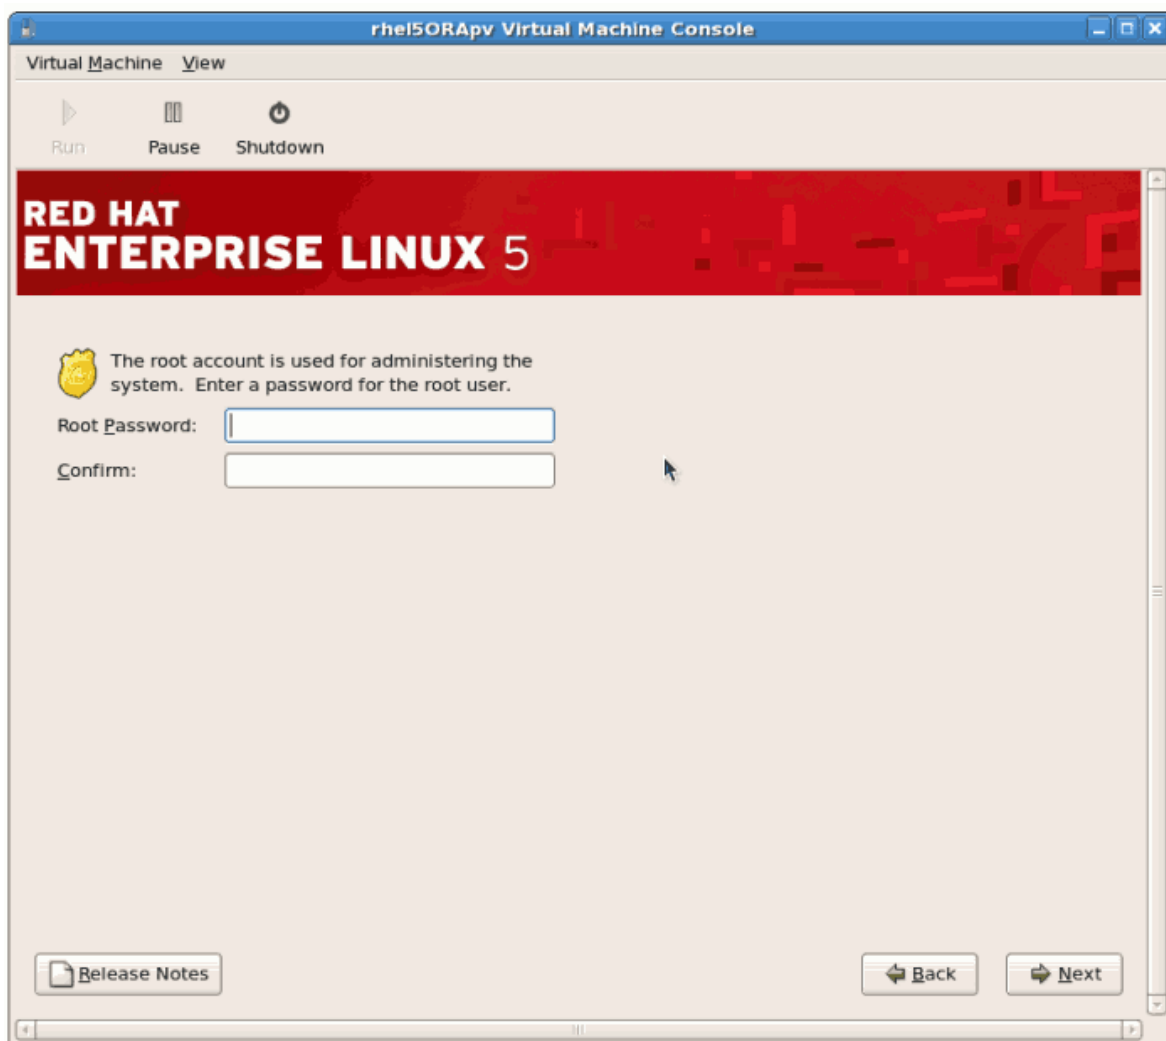 rhel5ORApv Virtual Machine Console
Virtual Machine View
Run Pause Shutdown
RED HAT
ENTERPRISE LINUX 5
The root account is used for administering the
system.  Enter a password for the root user.
Root Password:
Confirm:
Release Notes Back Next